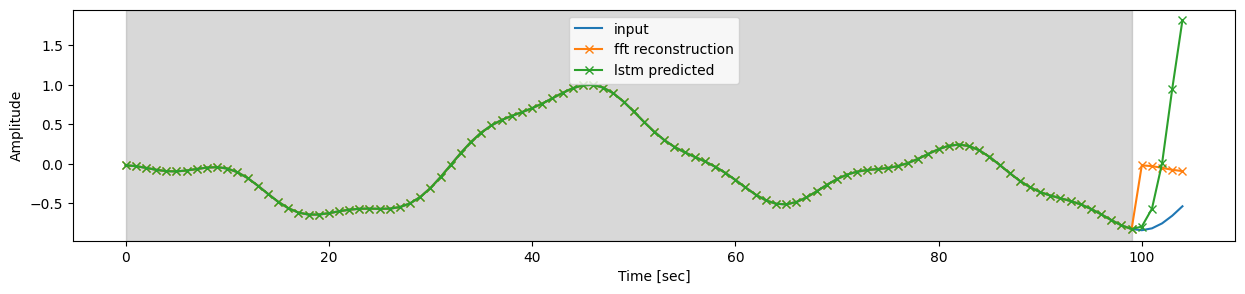 input
fft reconstruction
lstm predicted
Amplitude
1.5
1.0
0.5
0.0
−0.5
0 20 40 60 80 100
Time [sec]